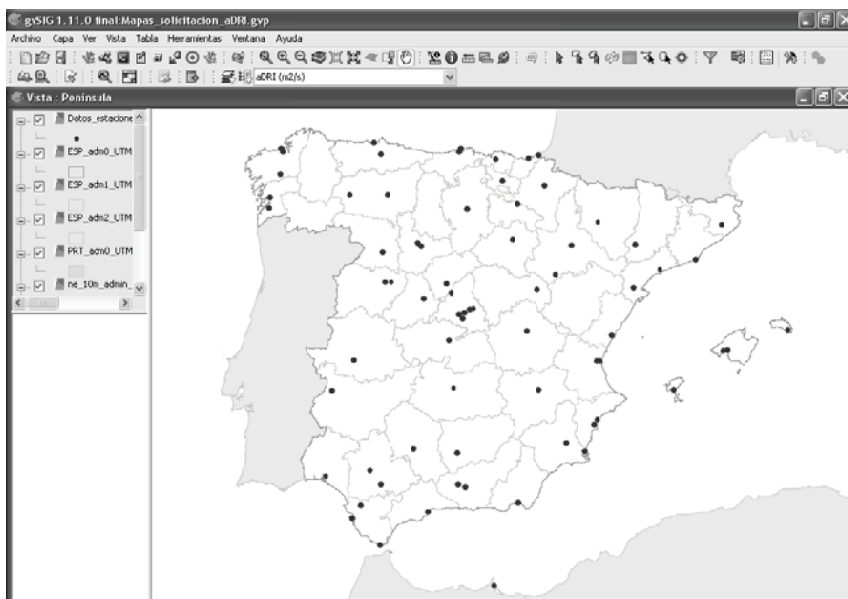 gvSIG 1.11.0 final:Mapas_solicitacion_aDRI.gvp
Archivo Capa Ver Vista Tabla Herramientas Ventana Ayuda
aDRI (m2/s)
Vista : Península
Datos_estacione
ESP_adm0_UTM
ESP_adm1_UTM
ESP_adm2_UTM
PRT_adm0_UTM
ne_10m_admin_